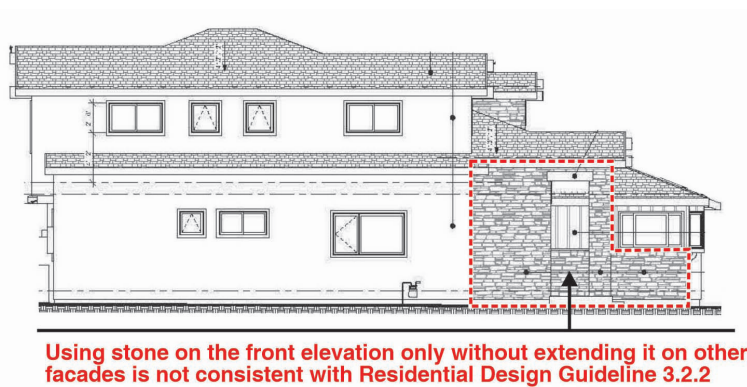 Using stone on the front elevation only without extending it on other
facades is not consistent with Residential Design Guideline 3.2.2